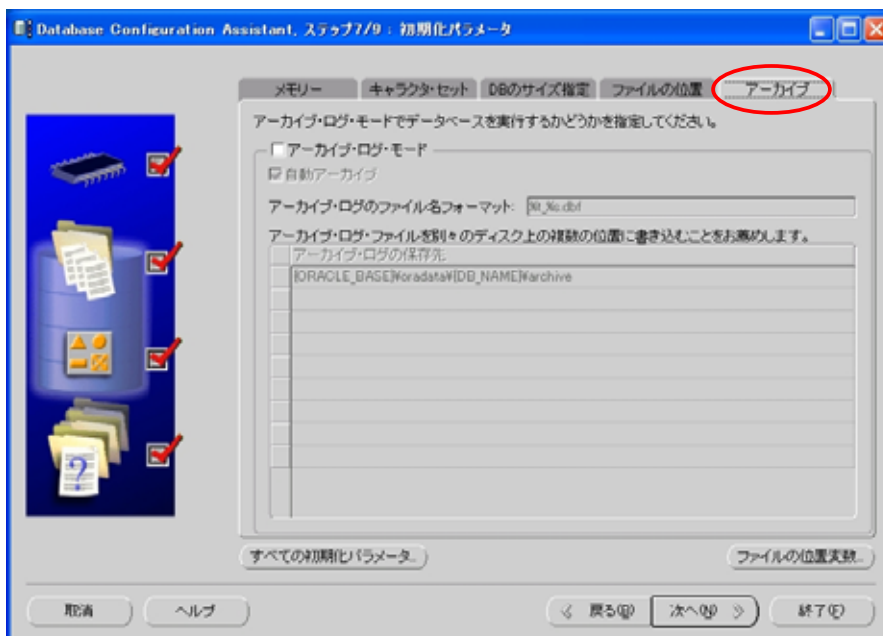 Database Configuration Assistant, ステップ7/9 : 初期化パラメータ
メモリー キャラクタ・セット DBのサイズ指定 ファイルの位置 アーカイブ
アーカイブ・ログ・モードでデータベースを実行するかどうかを指定してください。
アーカイブ・ログ・モード
自動アーカイブ
アーカイブ・ログのファイル名フォーマット:
アーカイブ・ログ・ファイルを別々のディスク上の複数の位置に書き込むことをお薦めします。
アーカイブ・ログの保存先
{ORACLE_BASE}¥oradata¥{DB_NAME}¥archive
?
すべての初期化パラメータ... ファイルの位置変数...
取消 ヘルプ 戻る(B) 次へ(N) 終了(F)